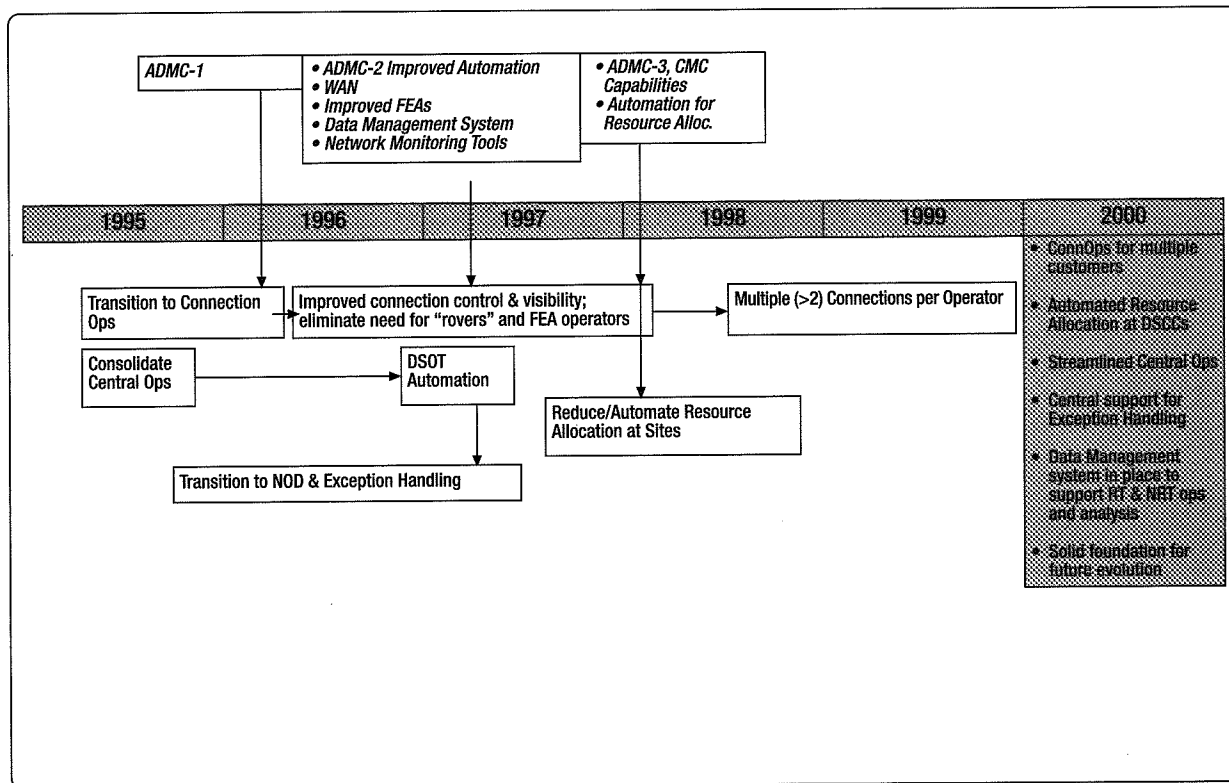 ADMC-1
• ADMC-2 Improved Automation
• WAN
• Improved FEAs
• Data Management System
• Network Monitoring Tools
• ADMC-3, CMC
Capabilities
• Automation for
Resource Alloc.
1995 1996 1997 1998 1999 2000
Transition to Connection
Ops
Improved connection control & visibility;
eliminate need for “rovers” and FEA operators
Multiple (>2) Connections per Operator
Consolidate
Central Ops
DSOT
Automation
Reduce/Automate Resource
Allocation at Sites
Transition to NOD & Exception Handling
• ConnOps for multiple
customers
• Automated Resource
Allocation at DSCCs
• Streamlined Central Ops
• Central support for
Exception Handling
• Data Management
system in place to
support RT & NRT ops
and analysis
• Solid foundation for
future evolution